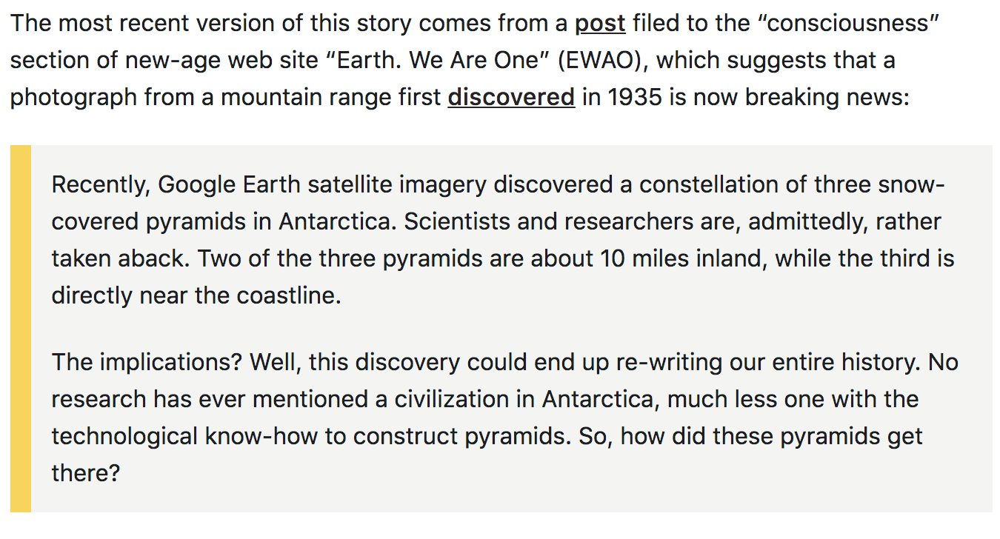 The most recent version of this story comes from a post filed to the “consciousness”
section of new-age web site “Earth. We Are One” (EWAO), which suggests that a
photograph from a mountain range first discovered in 1935 is now breaking news:
Recently, Google Earth satellite imagery discovered a constellation of three snow-
covered pyramids in Antarctica. Scientists and researchers are, admittedly, rather
taken aback. Two of the three pyramids are about 10 miles inland, while the third is
directly near the coastline.
The implications? Well, this discovery could end up re-writing our entire history. No
research has ever mentioned a civilization in Antarctica, much less one with the
technological know-how to construct pyramids. So, how did these pyramids get
there?